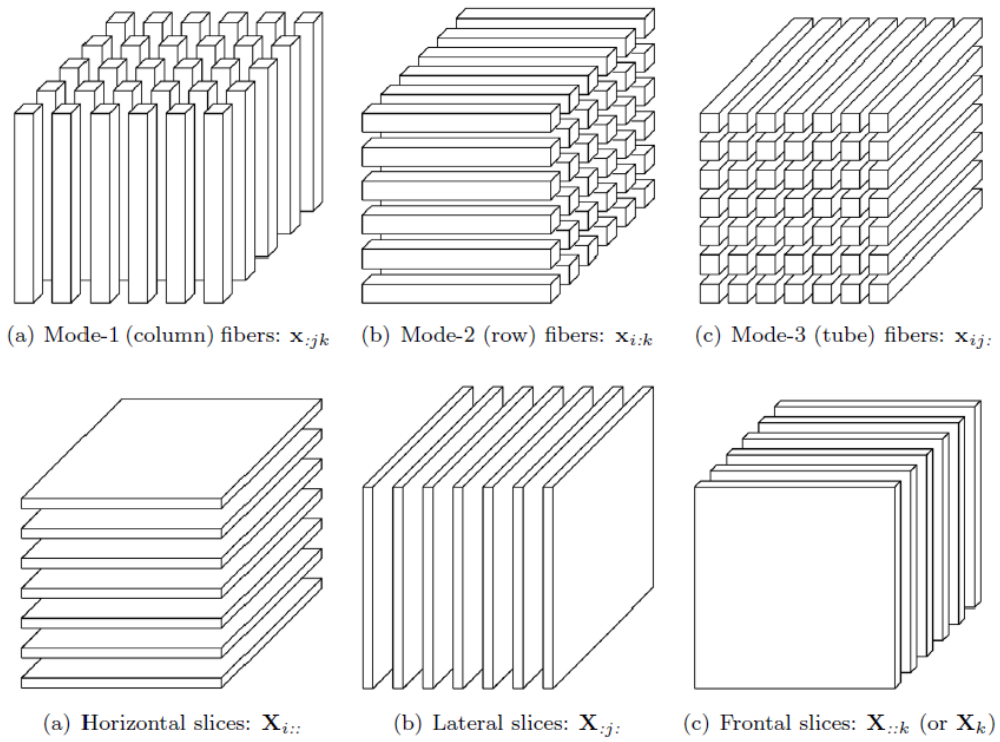 (a) Mode-1 (column) fibers: x:jk
(b) Mode-2 (row) fibers: xi:k
(c) Mode-3 (tube) fibers: xij:
(a) Horizontal slices: Xi::
(b) Lateral slices: X:j:
(c) Frontal slices: X::k (or Xk)